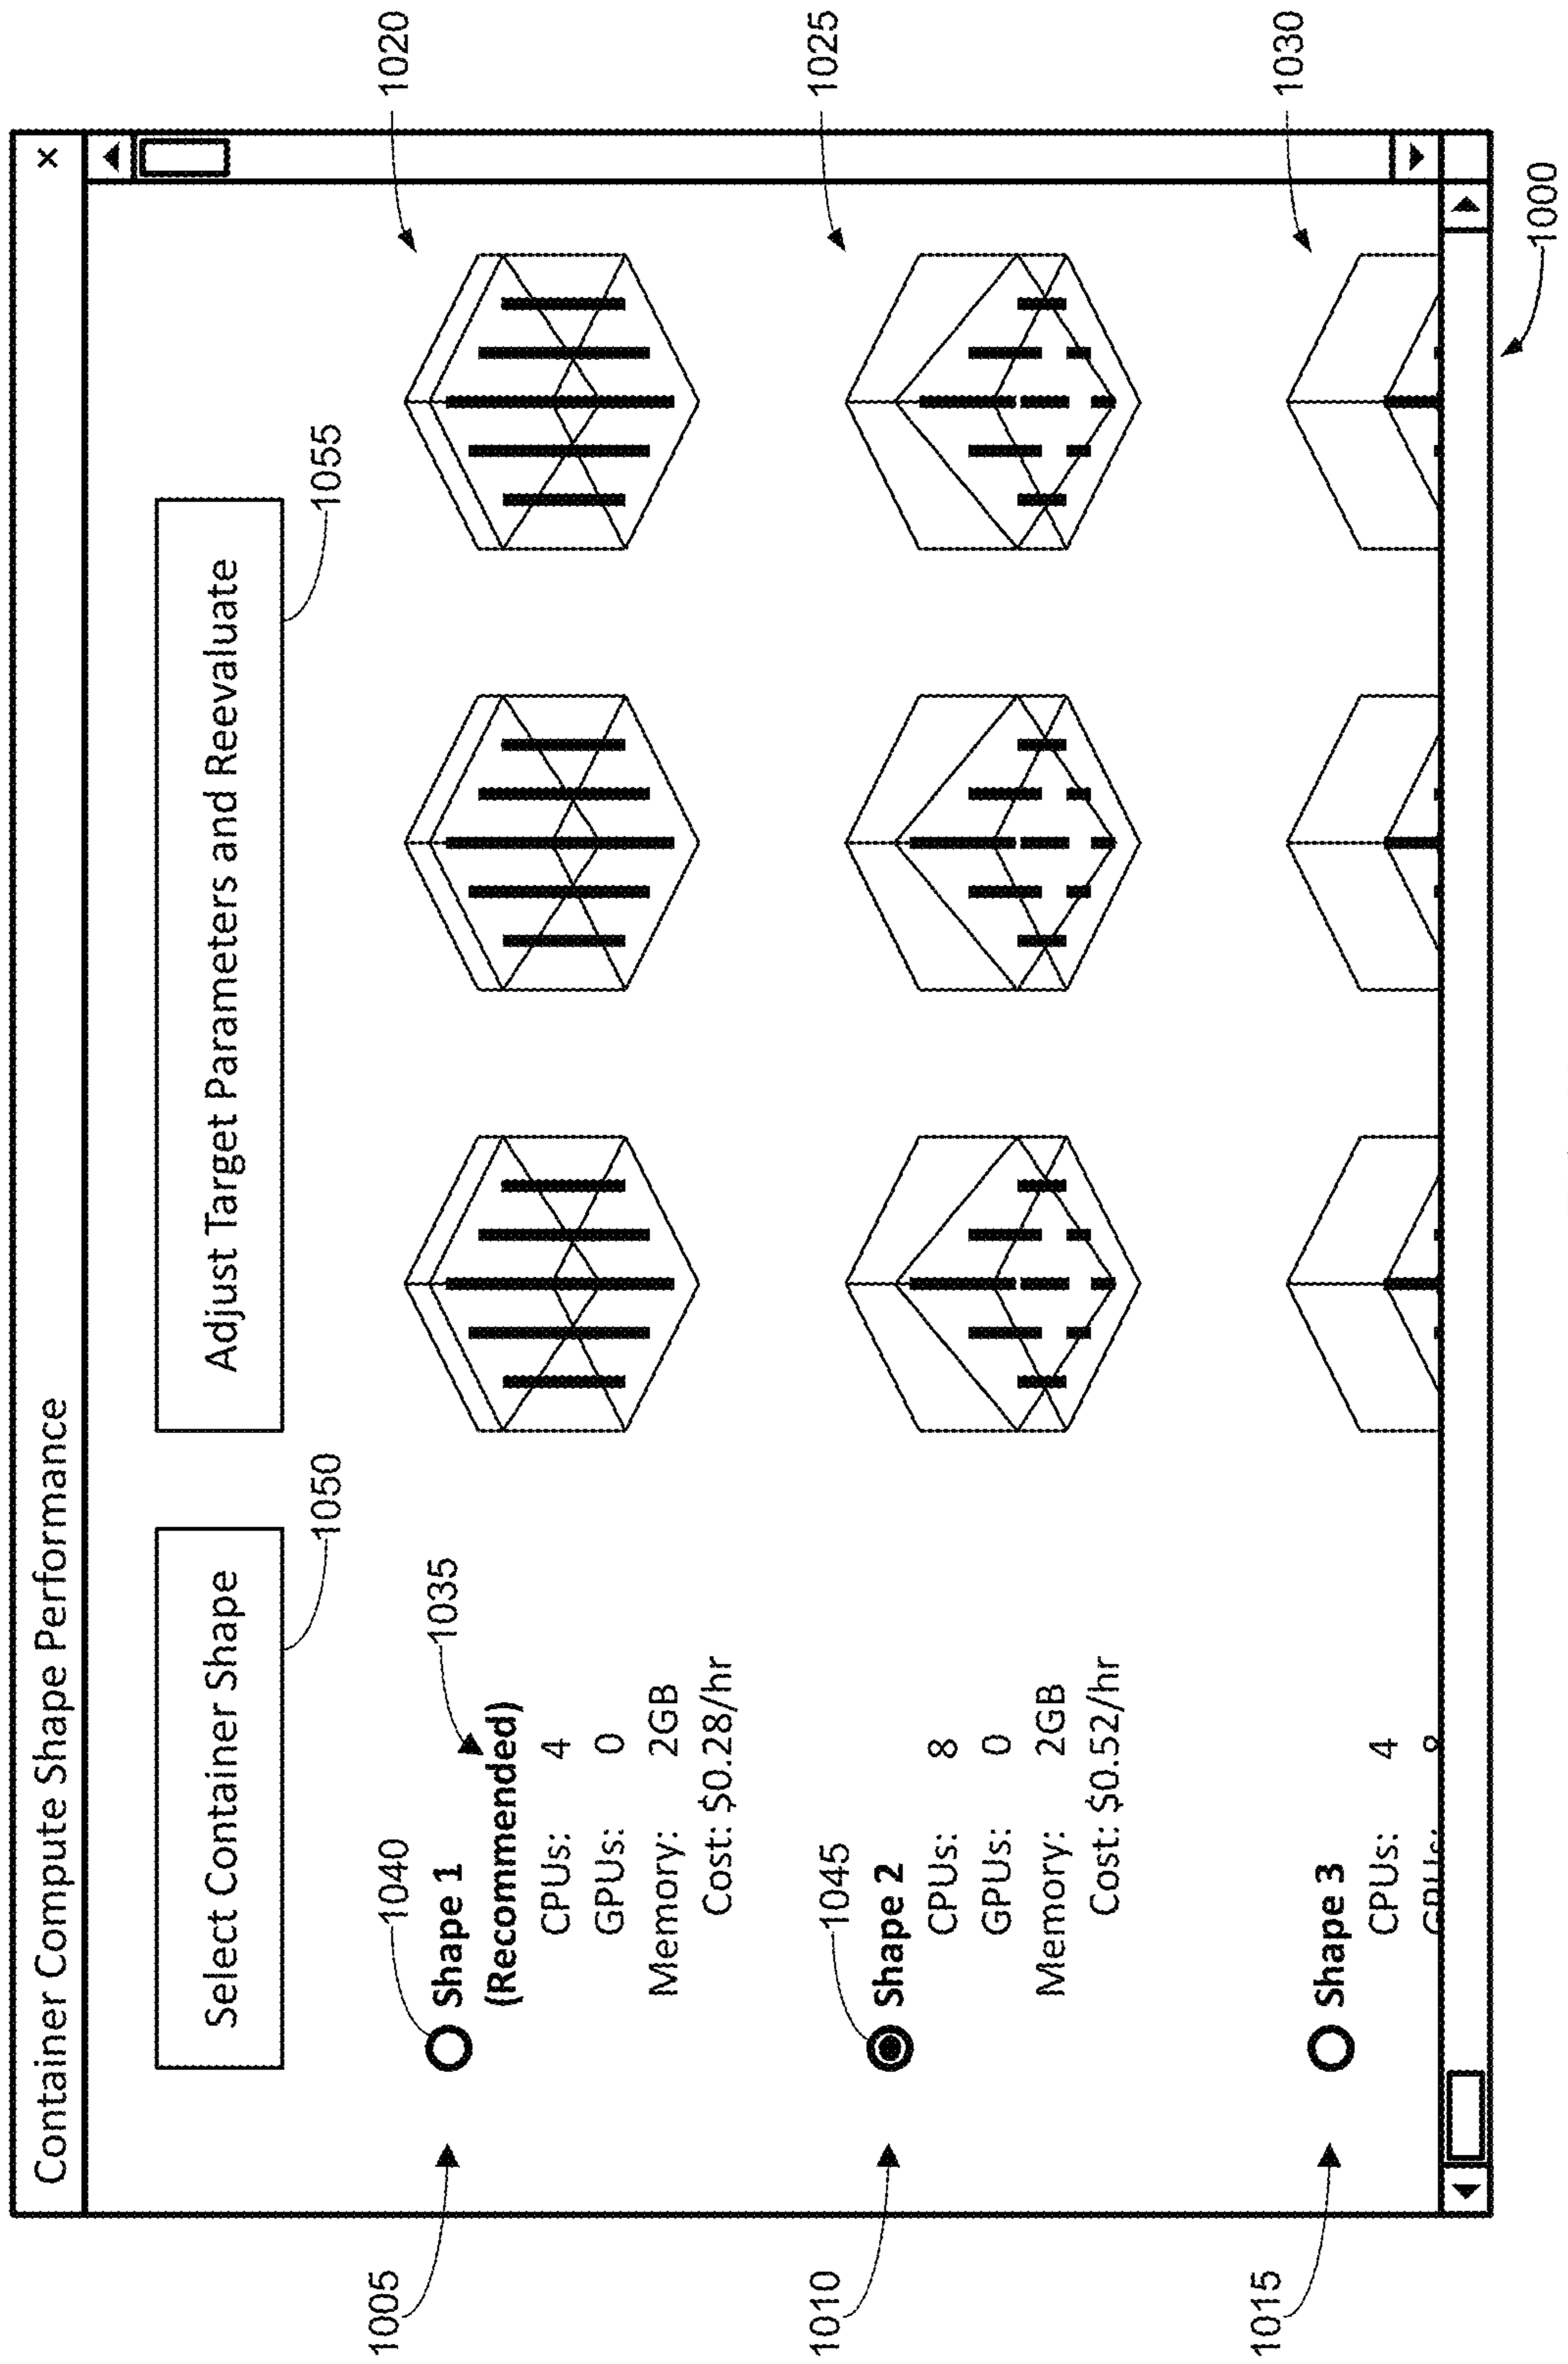 Container Compute Shape Performance
×
Select Container Shape
1050
Adjust Target Parameters and Reevaluate
1055
1005
1040
Shape 1
(Recommended)
1035
CPUs: 4
GPUs: 0
Memory: 2GB
Cost: $0.28/hr
1020
1010
1045
Shape 2
CPUs: 8
GPUs: 0
Memory: 2GB
Cost: $0.52/hr
1025
1015
Shape 3
CPUs: 4
1030
1000